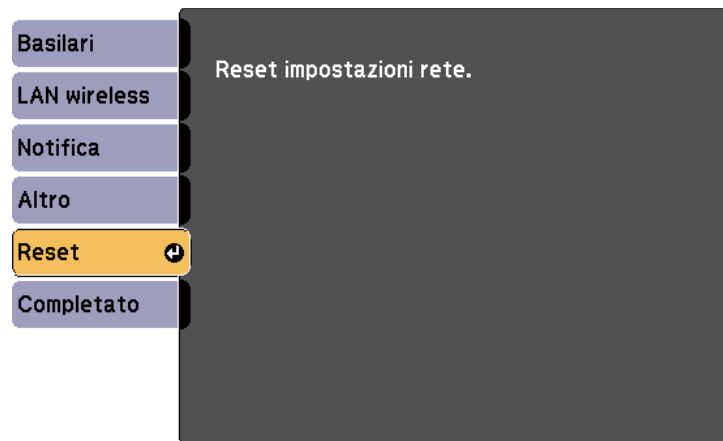 Basilari
LAN wireless
Notifica
Altro
Reset
Completato
Reset impostazioni rete.